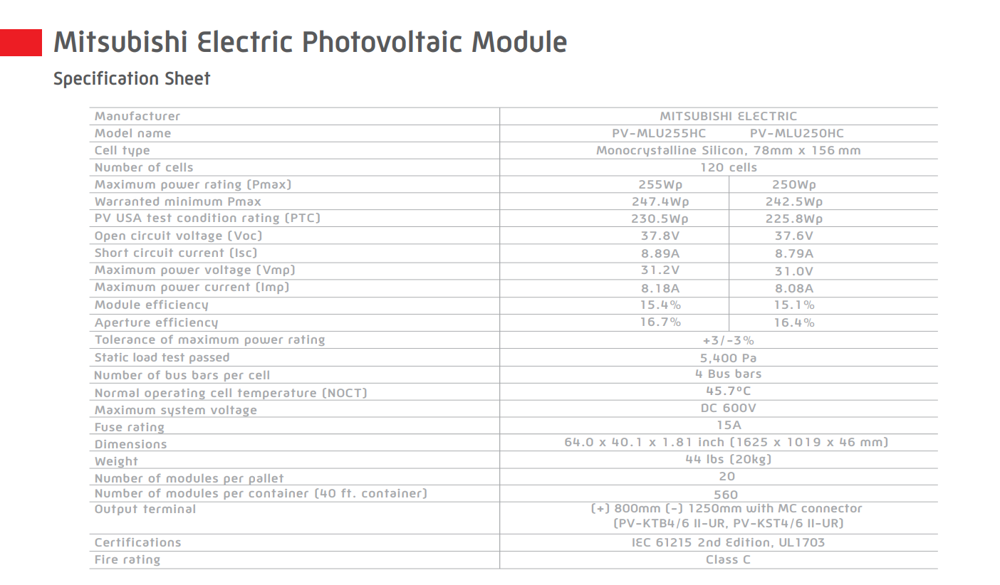 Mitsubishi Electric Photovoltaic Module
Specification Sheet
Manufacturer MITSUBISHI ELECTRIC
Model name PV-MLU255HC PV-MLU250HC
Cell type Monocrystalline Silicon, 78mm x 156 mm
Number of cells 120 cells
Maximum power rating (Pmax) 255Wp 250Wp
Warranted minimum Pmax 247.4Wp 242.5Wp
PV USA test condition rating (PTC) 230.5Wp 225.8Wp
Open circuit voltage (Voc) 37.8V 37.6V
Short circuit current (Isc) 8.89A 8.79A
Maximum power voltage (Vmp) 31.2V 31.0V
Maximum power current (Imp) 8.18A 8.08A
Module efficiency 15.4% 15.1%
Aperture efficiency 16.7% 16.4%
Tolerance of maximum power rating +3/-3%
Static load test passed 5,400 Pa
Number of bus bars per cell 4 Bus bars
Normal operating cell temperature (NOCT) 45.7ºC
Maximum system voltage DC 600V
Fuse rating 15A
Dimensions 64.0 x 40.1 x 1.81 inch (1625 x 1019 x 46 mm)
Weight 44 lbs (20kg)
Number of modules per pallet 20
Number of modules per container (40 ft. container) 560
Output terminal (+) 800mm (-) 1250mm with MC connector
(PV-KTB4/6 II-UR, PV-KST4/6 II-UR)
Certifications IEC 61215 2nd Edition, UL1703
Fire rating Class C